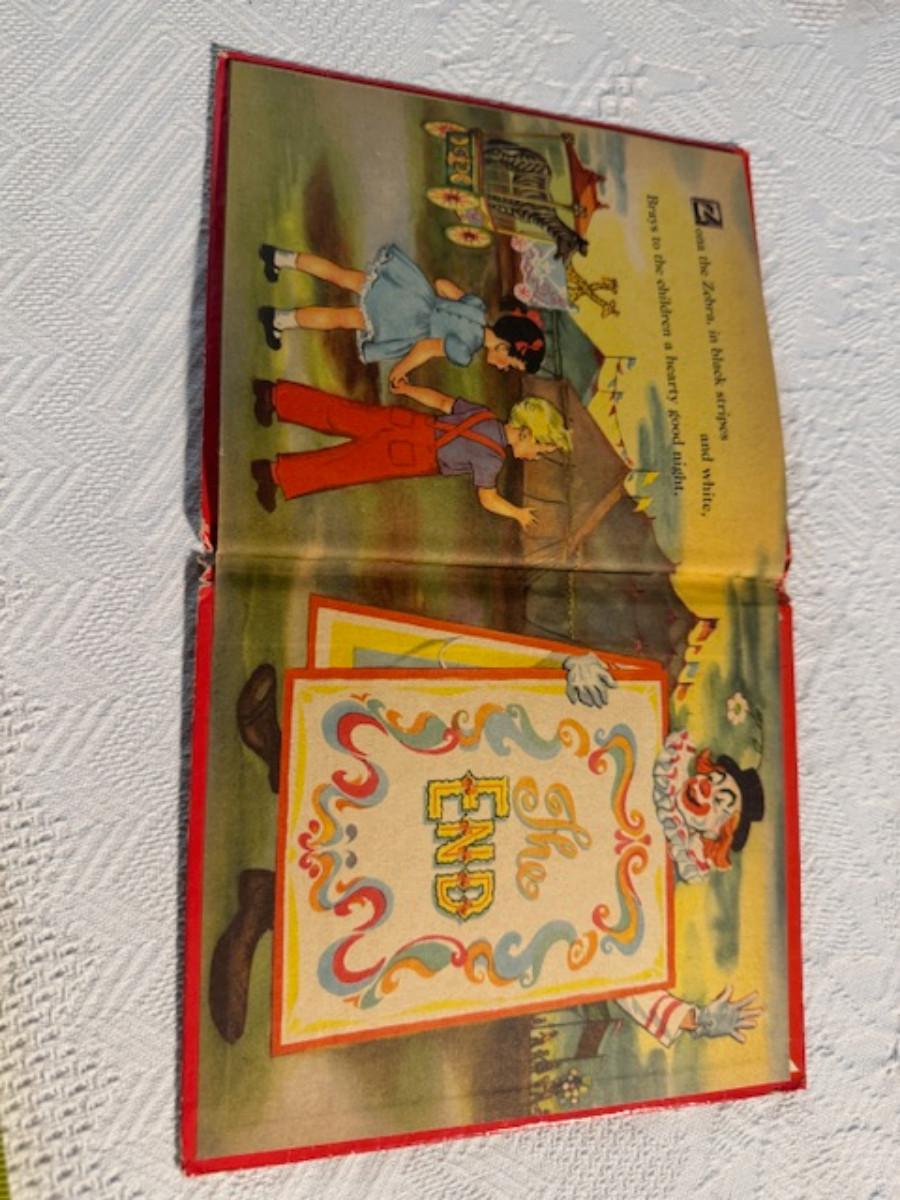 Zona the Zebra, in black stripes
and white,
Brays to the children a hearty good night.
The
END